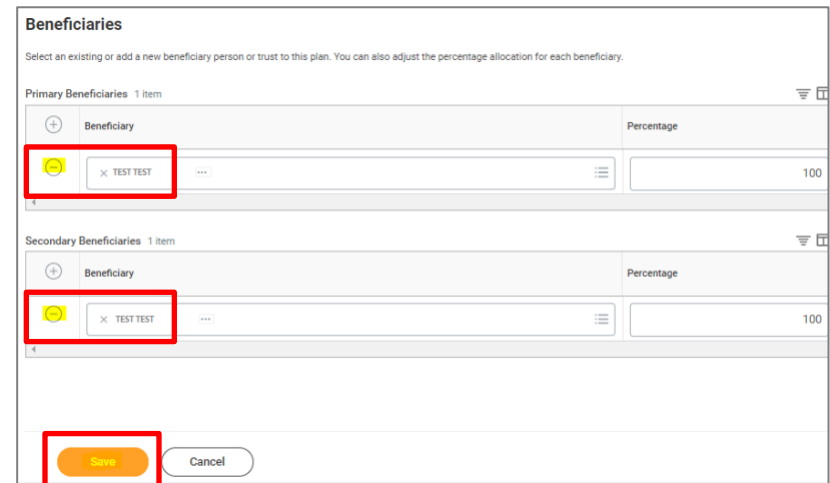 Beneficiaries
Select an existing or add a new beneficiary person or trust to this plan. You can also adjust the percentage allocation for each beneficiary.
Primary Beneficiaries 1 item
Beneficiary Percentage
× TEST TEST 100
Secondary Beneficiaries 1 item
Beneficiary Percentage
× TEST TEST 100
Save Cancel